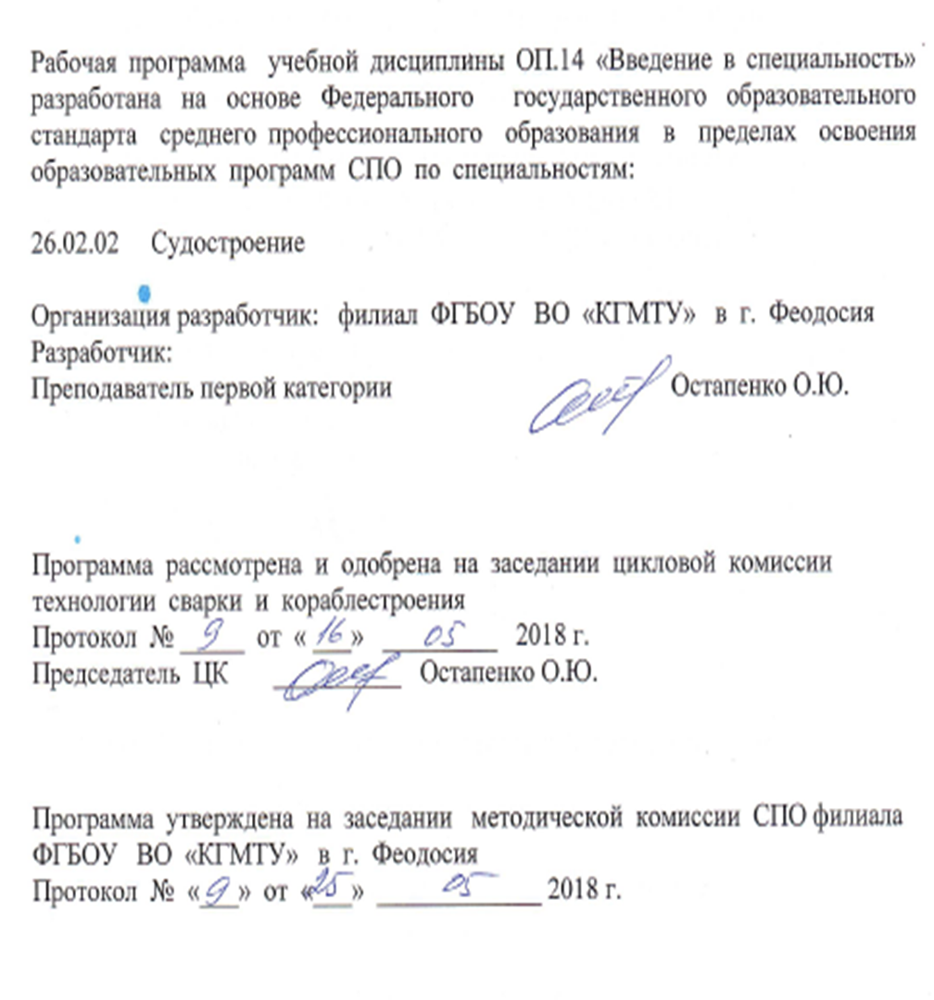 Рабочая программа учебной дисциплины ОП.14 «Введение в специальность»
разработана на основе Федерального государственного образовательного
стандарта среднего профессионального образования в пределах освоения
образовательных программ СПО по специальностям:
26.02.02 Судостроение
Организация разработчик: филиал ФГБОУ ВО «КГМТУ» в г. Феодосия
Разработчик:
Преподаватель первой категории Остапенко О.Ю.
Программа рассмотрена и одобрена на заседании цикловой комиссии
технологии сварки и кораблестроения
Протокол № 9 от «16» 05 2018 г.
Председатель ЦК Остапенко О.Ю.
Программа утверждена на заседании методической комиссии СПО филиала
ФГБОУ ВО «КГМТУ» в г. Феодосия
Протокол № «9» от «25» 05 2018 г.